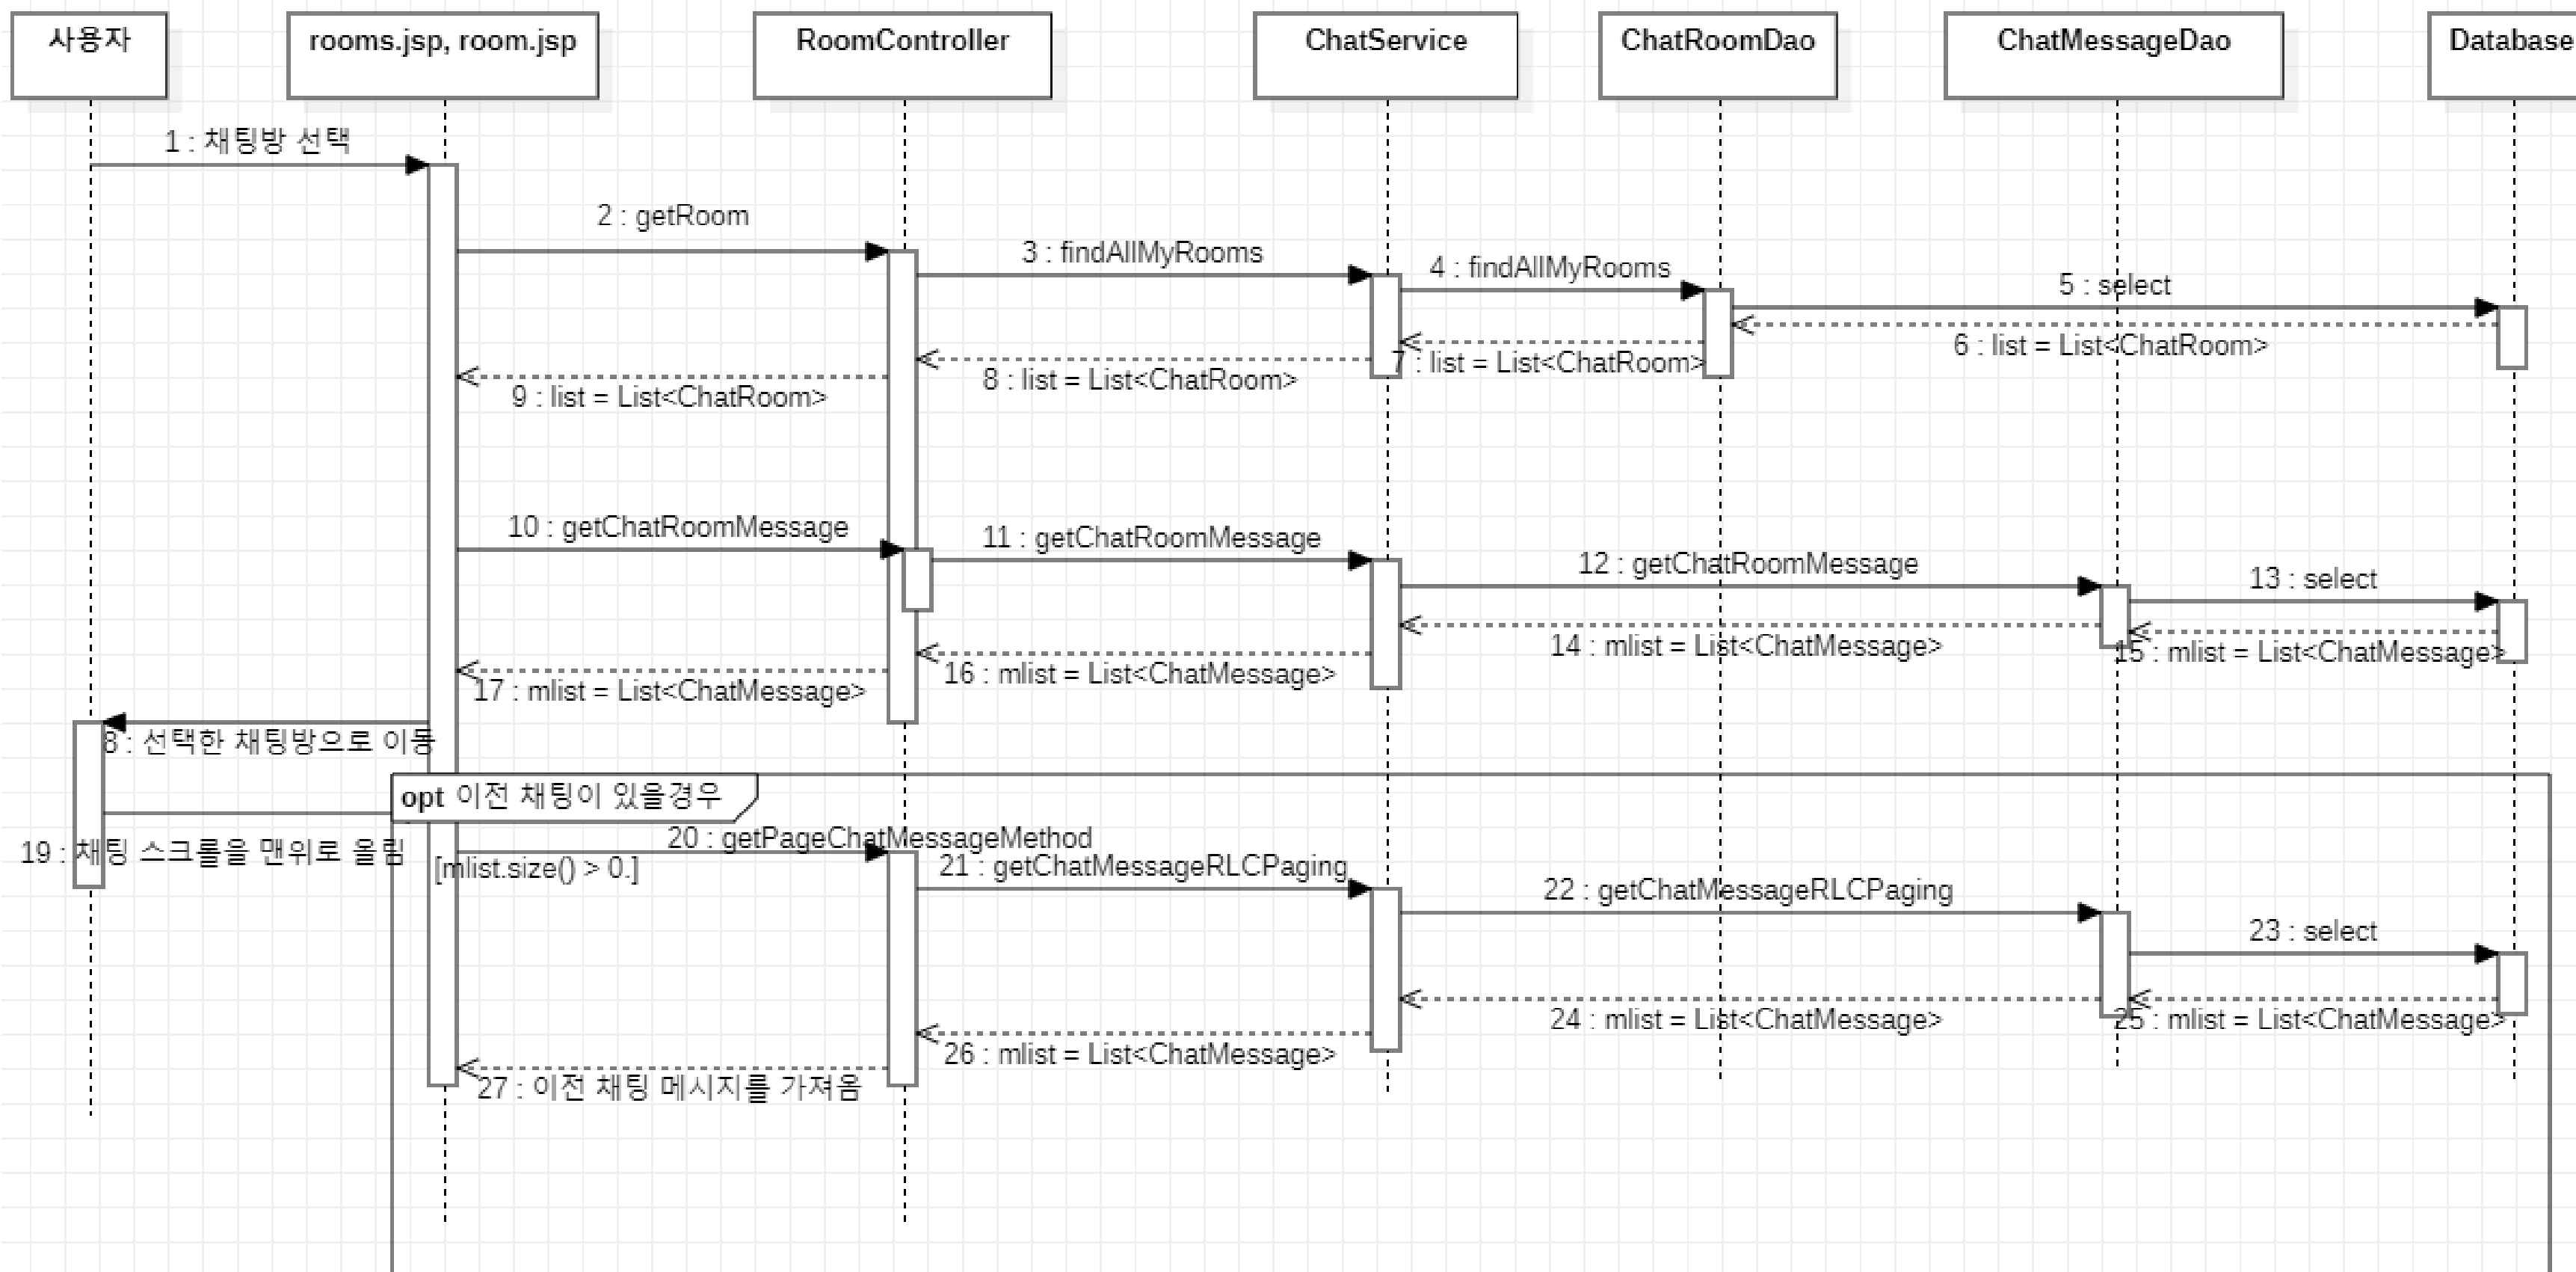 사용자
rooms.jsp, room.jsp
RoomController
ChatService
ChatRoomDao
ChatMessageDao
Database
1 : 채팅방 선택
2 : getRoom
3 : findAllMyRooms
4 : findAllMyRooms
5 : select
6 : list = List<ChatRoom>
7 : list = List<ChatRoom>
8 : list = List<ChatRoom>
9 : list = List<ChatRoom>
10 : getChatRoomMessage
11 : getChatRoomMessage
12 : getChatRoomMessage
13 : select
14 : mlist = List<ChatMessage>
15 : mlist = List<ChatMessage>
16 : mlist = List<ChatMessage>
17 : mlist = List<ChatMessage>
8 : 선택한 채팅방으로 이동
opt 이전 채팅이 있을경우
19 : 채팅 스크롤을 맨위로 올림
20 : getPageChatMessageMethod
[mlist.size() > 0.]
21 : getChatMessageRLCPaging
22 : getChatMessageRLCPaging
23 : select
24 : mlist = List<ChatMessage>
25 : mlist = List<ChatMessage>
26 : mlist = List<ChatMessage>
27 : 이전 채팅 메시지를 가져옴